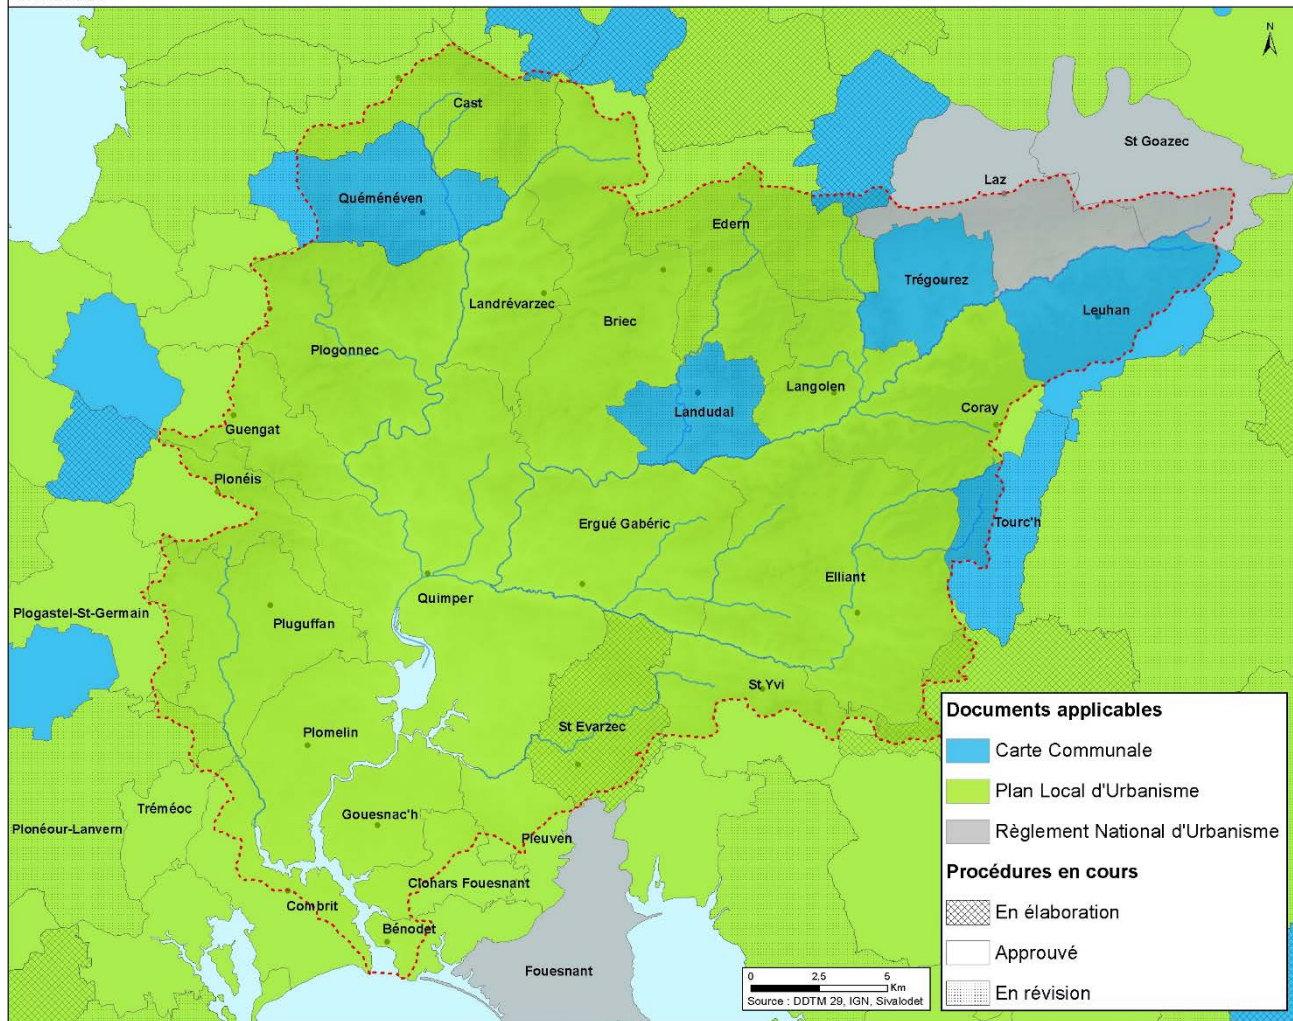 N
St Goazec
Cast
Laz
Quéménéven
Edern
Trégourez
Landrévarzec
Leuhan
Briec
Plogonnec
Langolen
Landudal
Coray
Guengat
Plonéis
Ergué Gabéric
Tourc'h
Elliant
Quimper
Plogastel-St-Germain
Pluguffan
St Yvi
St Evarzec
Plomelin
Tréméoc
Gouesnac'h
Plonéour-Lanvern
Pleuven
Clohars Fouesnant
Combrit
Bénodet
Fouesnant
Documents applicables
Carte Communale
Plan Local d'Urbanisme
Règlement National d'Urbanisme
Procédures en cours
En élaboration
Approuvé
En révision
0 2,5 5
Km
Source : DDTM 29, IGN, Sivalodet